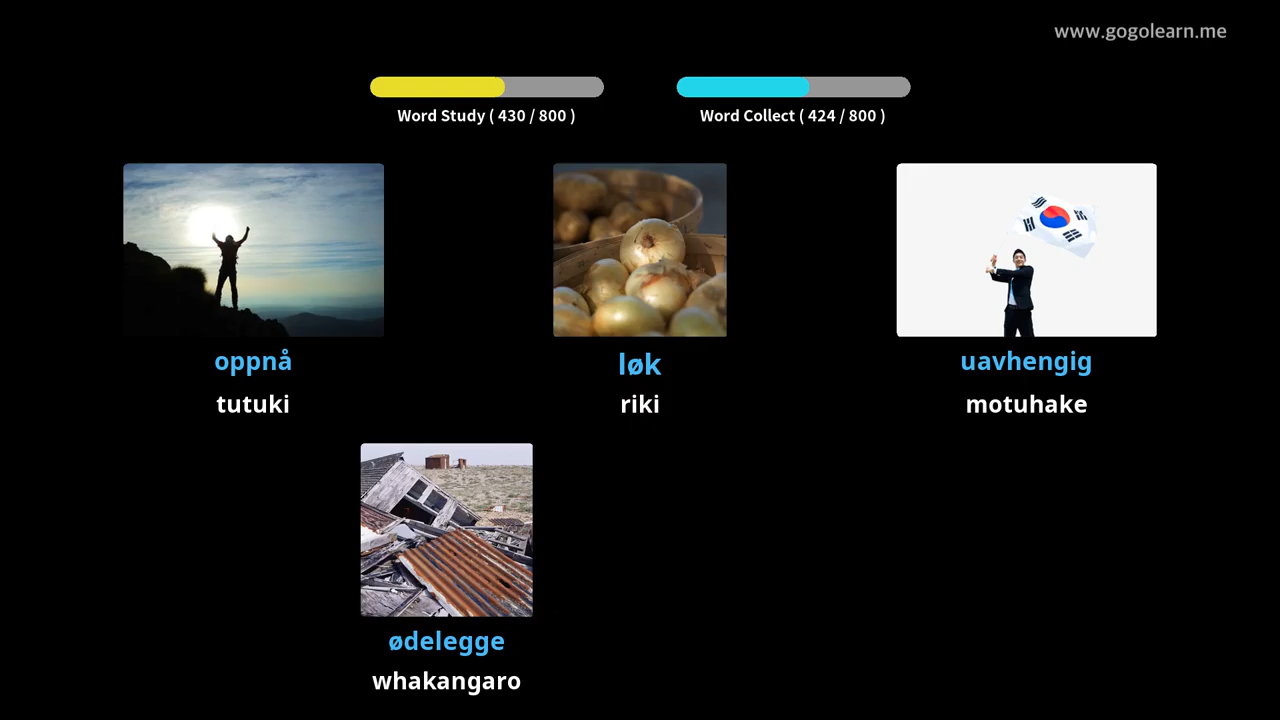 www.gogolearn.me
Word Study ( 430 / 800 )
Word Collect ( 424 / 800 )
oppnå
tutuki
løk
riki
uavhengig
motuhake
ødelegge
whakangaro